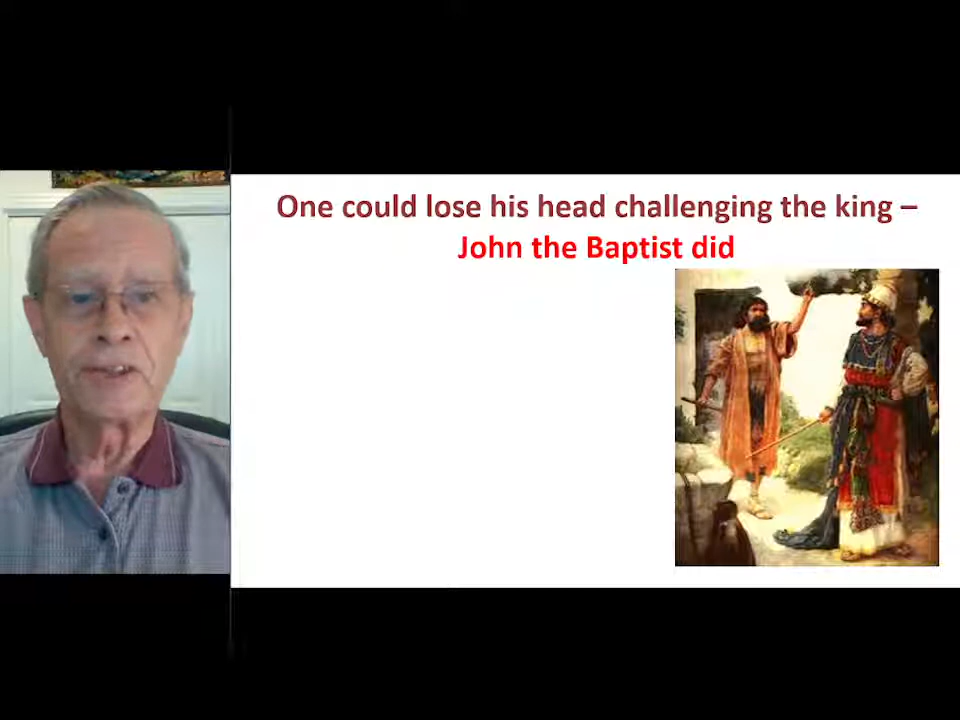 One could lose his head challenging the king –
John the Baptist did